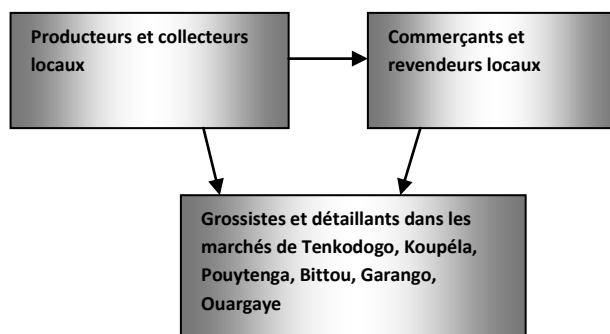 Producteurs et collecteurs
locaux
Commerçants et
revendeurs locaux
Grossistes et détaillants dans les
marchés de Tenkodogo, Koupéla,
Pouytenga, Bittou, Garango,
Ouargaye